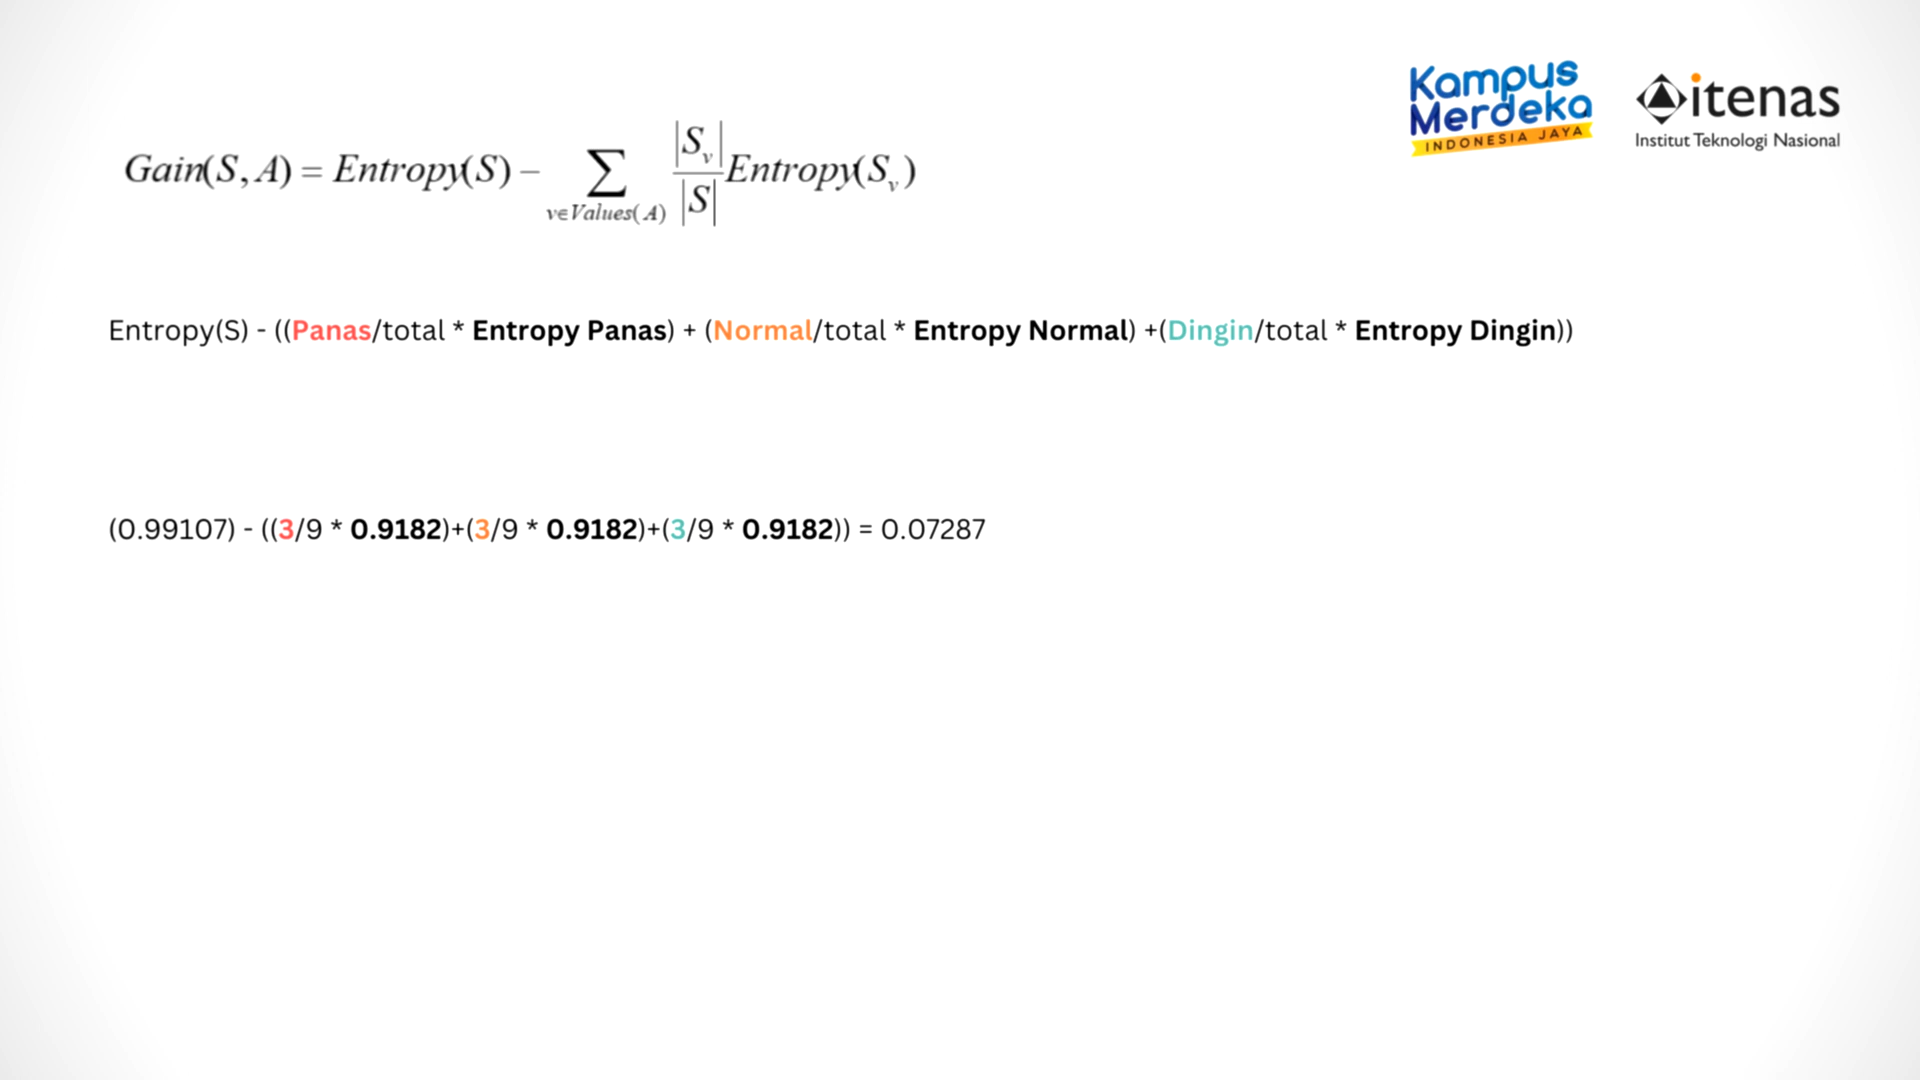 Kampus
Merdeka
INDONESIA JAYA
itenas
Institut Teknologi Nasional
Gain(S, A) = Entropy(S) − ∑ v∈Values(A) |Sv|/|S| Entropy(Sv)
Entropy(S) - ((Panas/total * Entropy Panas) + (Normal/total * Entropy Normal) +(Dingin/total * Entropy Dingin))
(0.99107) - ((3/9 * 0.9182)+(3/9 * 0.9182)+(3/9 * 0.9182)) = 0.07287